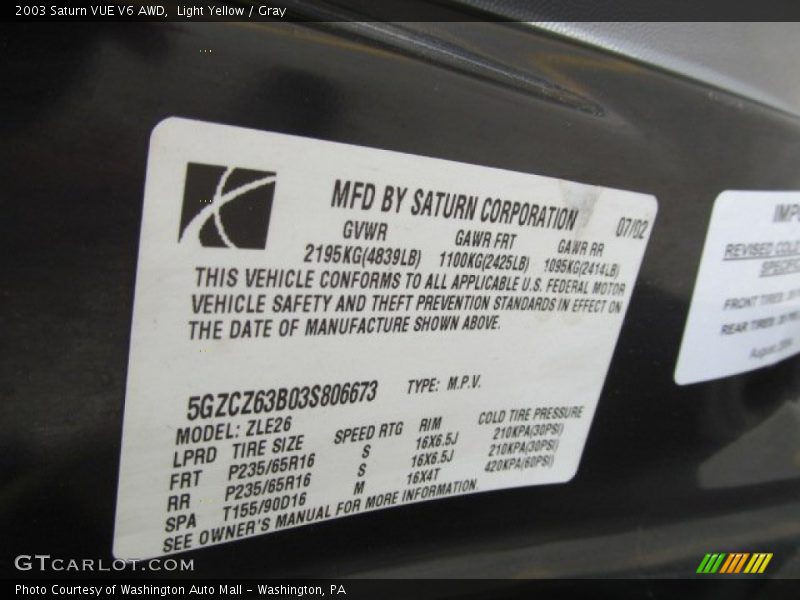 2003 Saturn VUE V6 AWD, Light Yellow / Gray
MFD BY SATURN CORPORATION 07/02
GVWR GAWR FRT GAWR RR
2195KG(4839LB) 1100KG(2425LB) 1095KG(2414LB)
THIS VEHICLE CONFORMS TO ALL APPLICABLE U.S. FEDERAL MOTOR
VEHICLE SAFETY AND THEFT PREVENTION STANDARDS IN EFFECT ON
THE DATE OF MANUFACTURE SHOWN ABOVE.
5GZCZ63B03S806673 TYPE: M.P.V.
MODEL: ZLE26
LPRD TIRE SIZE SPEED RTG RIM COLD TIRE PRESSURE
FRT P235/65R16 S 16X6.5J 210KPA(30PSI)
RR P235/65R16 S 16X6.5J 210KPA(30PSI)
SPA T155/90D16 M 16X4T 420KPA(60PSI)
SEE OWNER'S MANUAL FOR MORE INFORMATION.
REVISED COLD
FRONT TIRES
REAR TIRES
August
GTCARLOT.COM
Photo Courtesy of Washington Auto Mall - Washington, PA